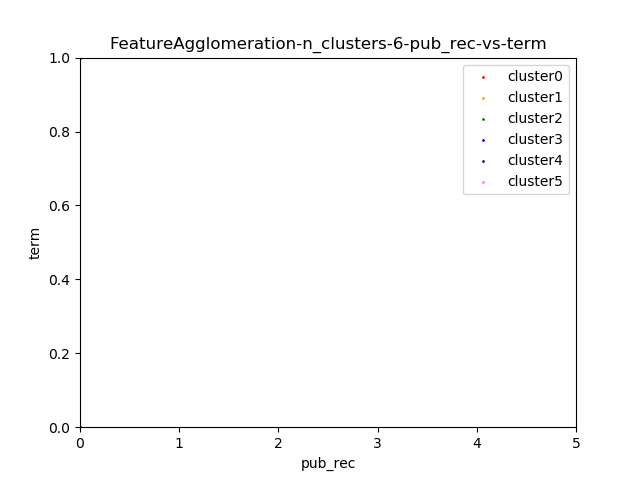 FeatureAgglomeration-n_clusters-6-pub_rec-vs-term
1.0
0.8
0.6
0.4
0.2
0.0
term
cluster0
cluster1
cluster2
cluster3
cluster4
cluster5
0 1 2 3 4 5
pub_rec